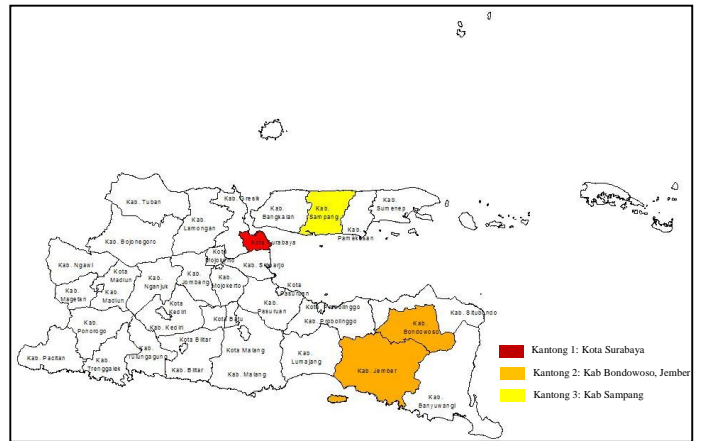 Kab. Tuban
Kab. Gresik
Kab.
Lamongan
Kab.
Bangkalan
Kab.
Sampang
Kab.
Sumenep
Kab.
Pamekasan
Kab. Bojonegoro
Kota Surabaya
Kota
Mojokerto
Kab. Sidoarjo
Kab. Ngawi
Kota
Madiun
Kab.
Nganjuk
Kab.
Jombang
Kab.
Mojokerto
Kota
Pasuruan
Kab.
Magetan
Kab.
Madiun
Kota
Kediri
Kab.
Pasuruan
Kota Probolinggo
Kab. Probolinggo
Kab. Situbondo
Kab.
Bondowoso
Kab.
Ponorogo
Kab. Kediri
Kota Batu
Kota Blitar
Kota Malang
Kab. Pacitan
Kab.
Trenggalek
Kab.
Tulungagung
Kab. Blitar
Kab. Malang
Kab.
Lumajang
Kab. Jember
Kab.
Banyuwangi
Kantong 1: Kota Surabaya
Kantong 2: Kab Bondowoso, Jember
Kantong 3: Kab Sampang